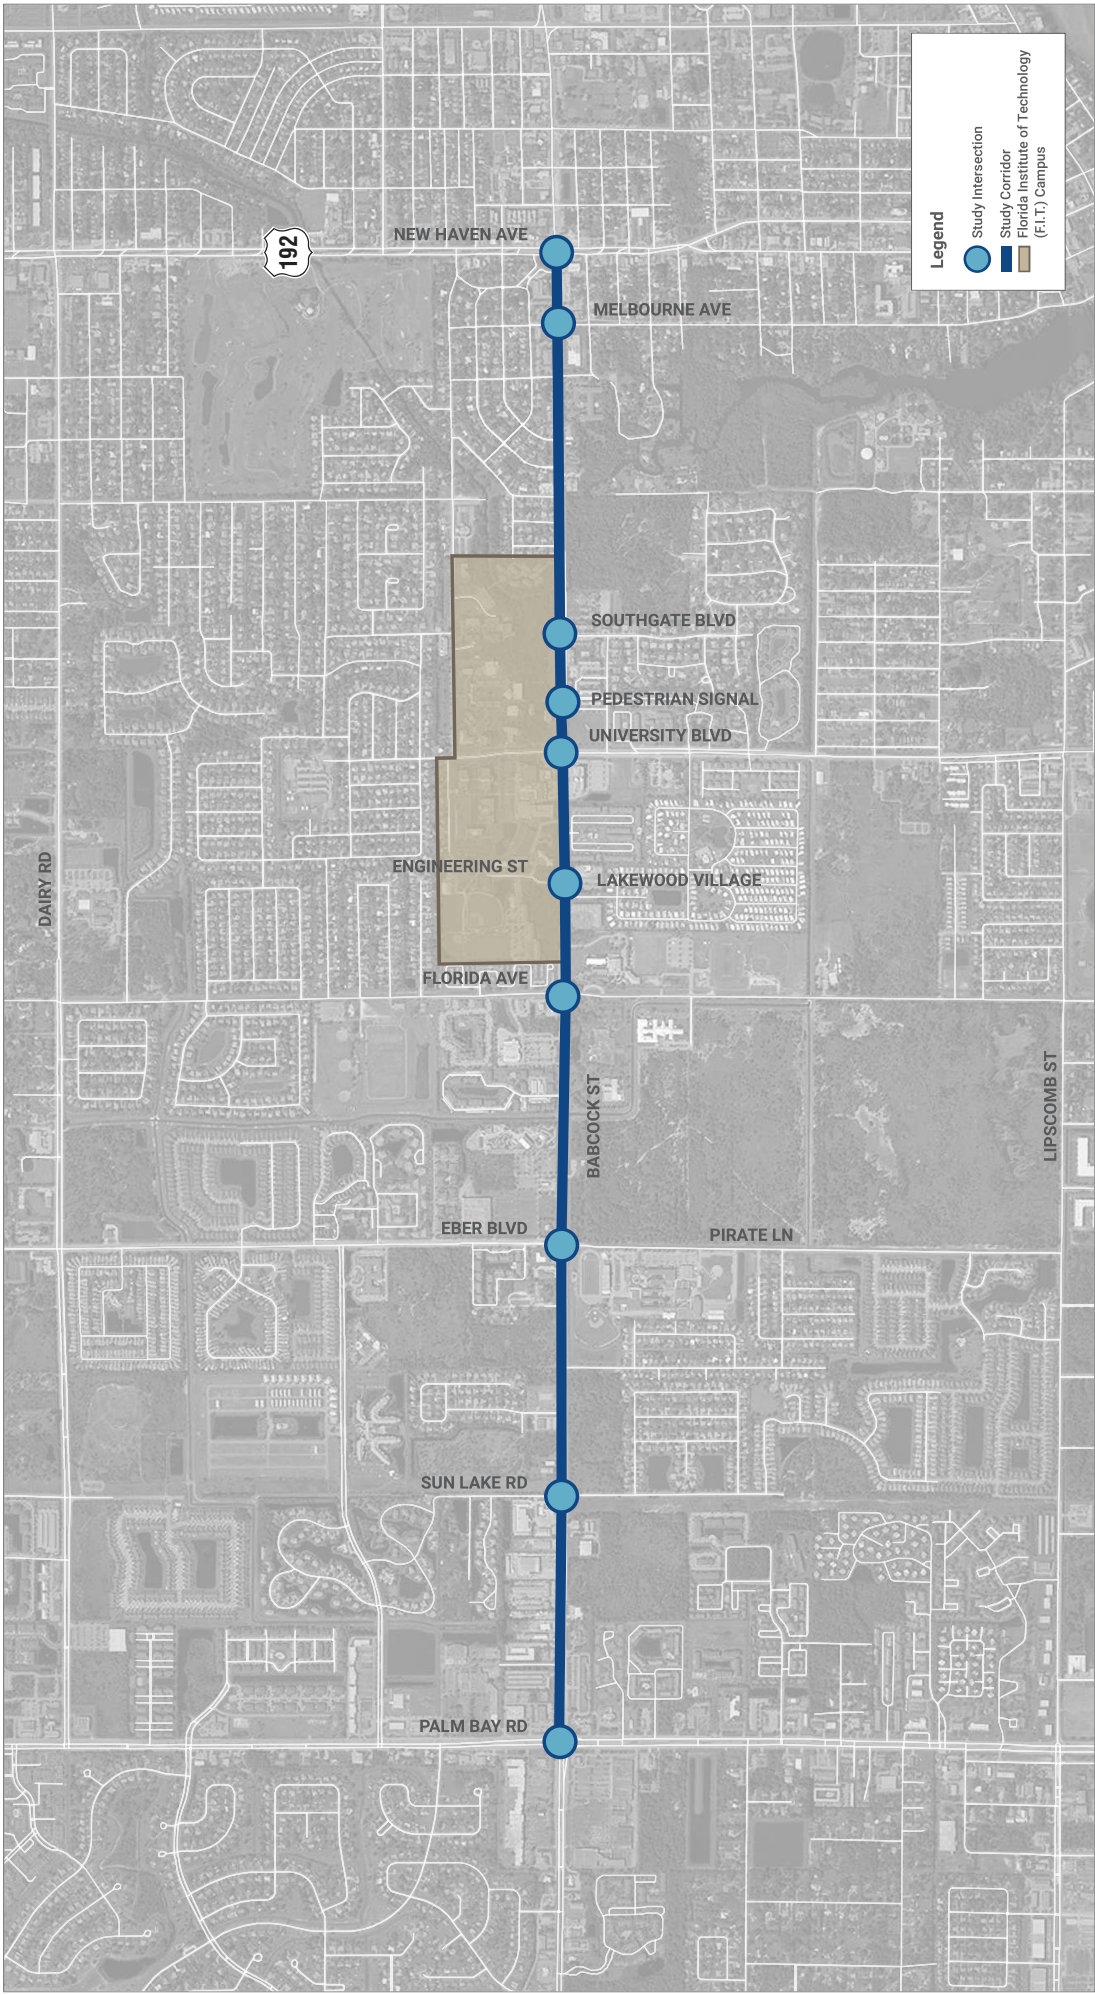 Legend
Study Intersection
Study Corridor
Florida Institute of Technology
(F.I.T.) Campus
192
NEW HAVEN AVE
MELBOURNE AVE
SOUTHGATE BLVD
PEDESTRIAN SIGNAL
UNIVERSITY BLVD
DAIRY RD
ENGINEERING ST
LAKEWOOD VILLAGE
FLORIDA AVE
BABCOCK ST
LIPSCOMB ST
EBER BLVD
PIRATE LN
SUN LAKE RD
PALM BAY RD